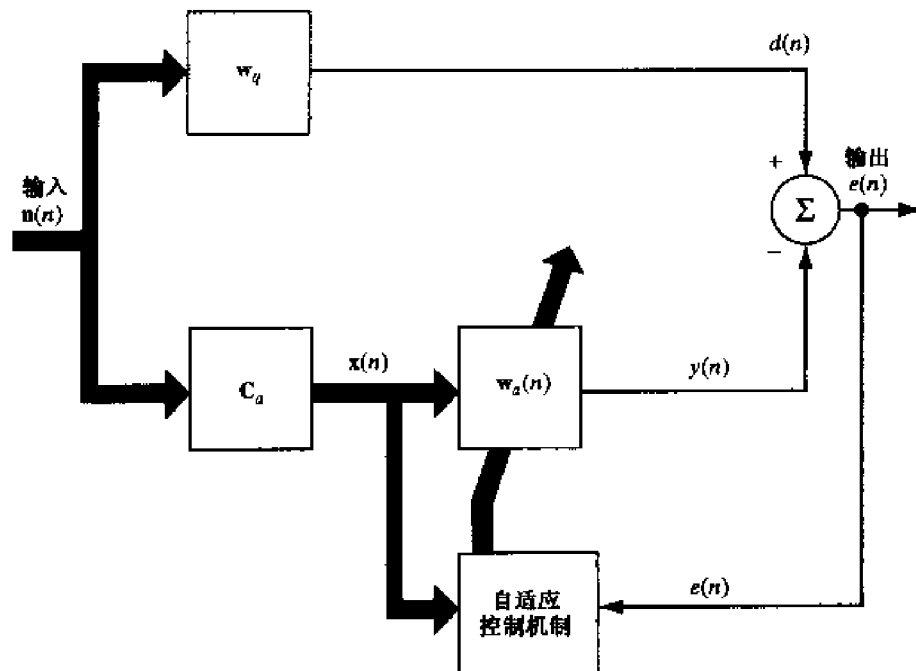 w_q
d(n)
输入
n(n)
+
输出
e(n)
Σ
−
C_a
x(n)
w_a(n)
y(n)
自适应
控制机制
e(n)